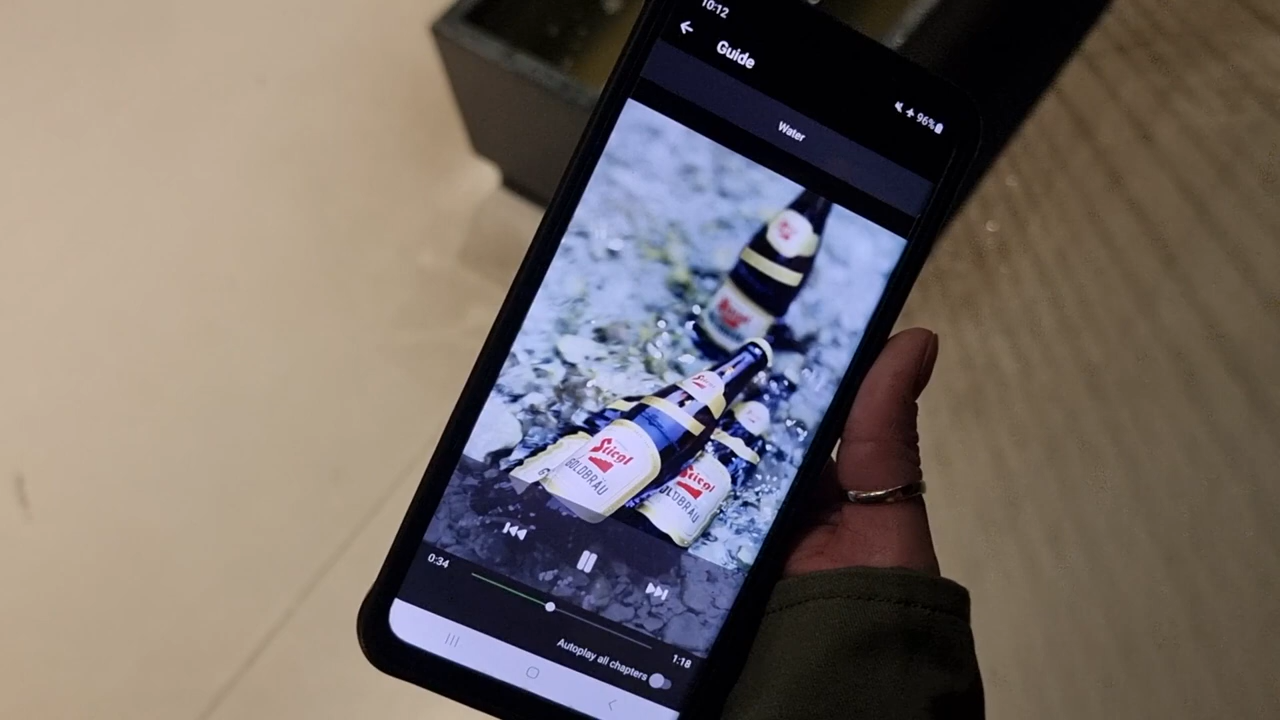 10:12
96%
Guide
Water
Stiegl
GOLDBRÄU
Stiegl
GOLDBRÄU
0:34
1:18
Autoplay all chapters